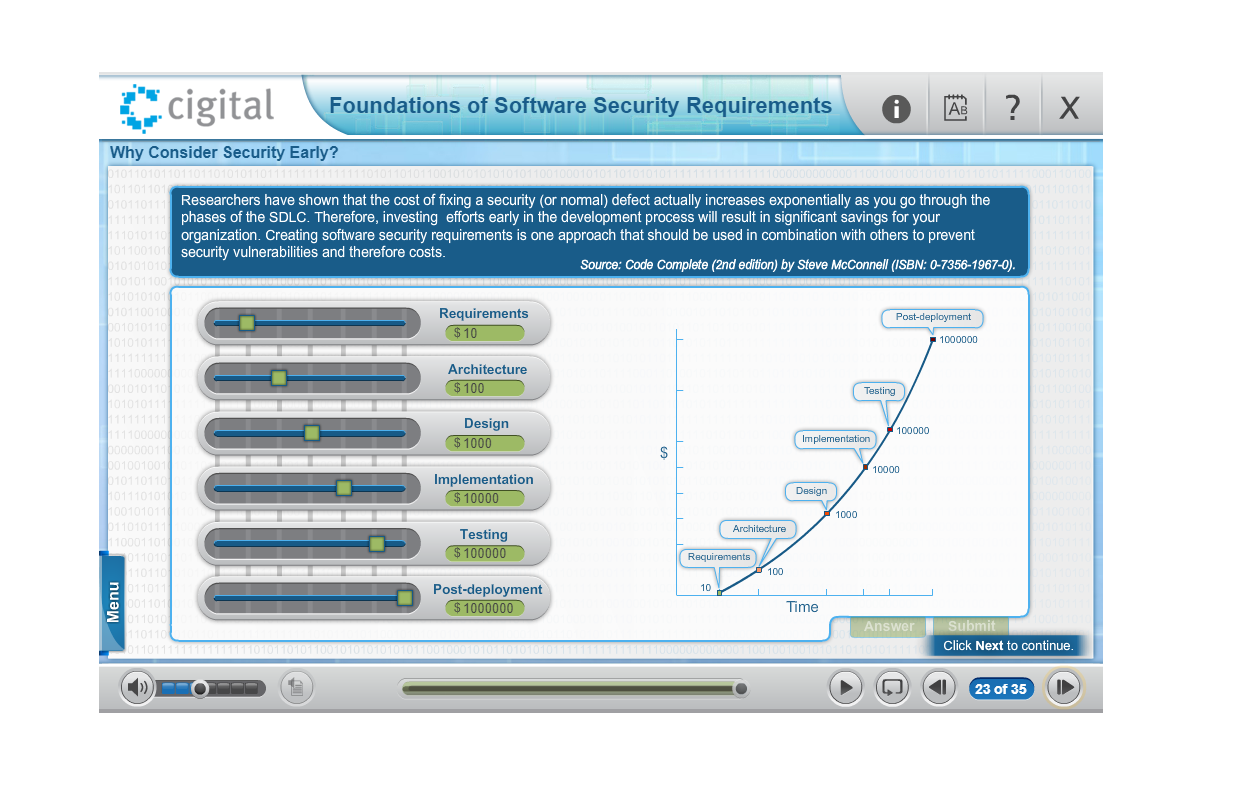 cigital
Foundations of Software Security Requirements
i
AB
?
X
Why Consider Security Early?
Researchers have shown that the cost of fixing a security (or normal) defect actually increases exponentially as you go through the
phases of the SDLC. Therefore, investing efforts early in the development process will result in significant savings for your
organization. Creating software security requirements is one approach that should be used in combination with others to prevent
security vulnerabilities and therefore costs.
Source: Code Complete (2nd edition) by Steve McConnell (ISBN: 0-7356-1967-0).
Requirements
$ 10
Architecture
$ 100
Design
$ 1000
Implementation
$ 10000
Testing
$ 100000
Post-deployment
$ 1000000
Post-deployment
1000000
Testing
100000
Implementation
10000
$
Design
1000
Architecture
100
Requirements
10
Time
Menu
Answer
Submit
Click Next to continue.
23 of 35